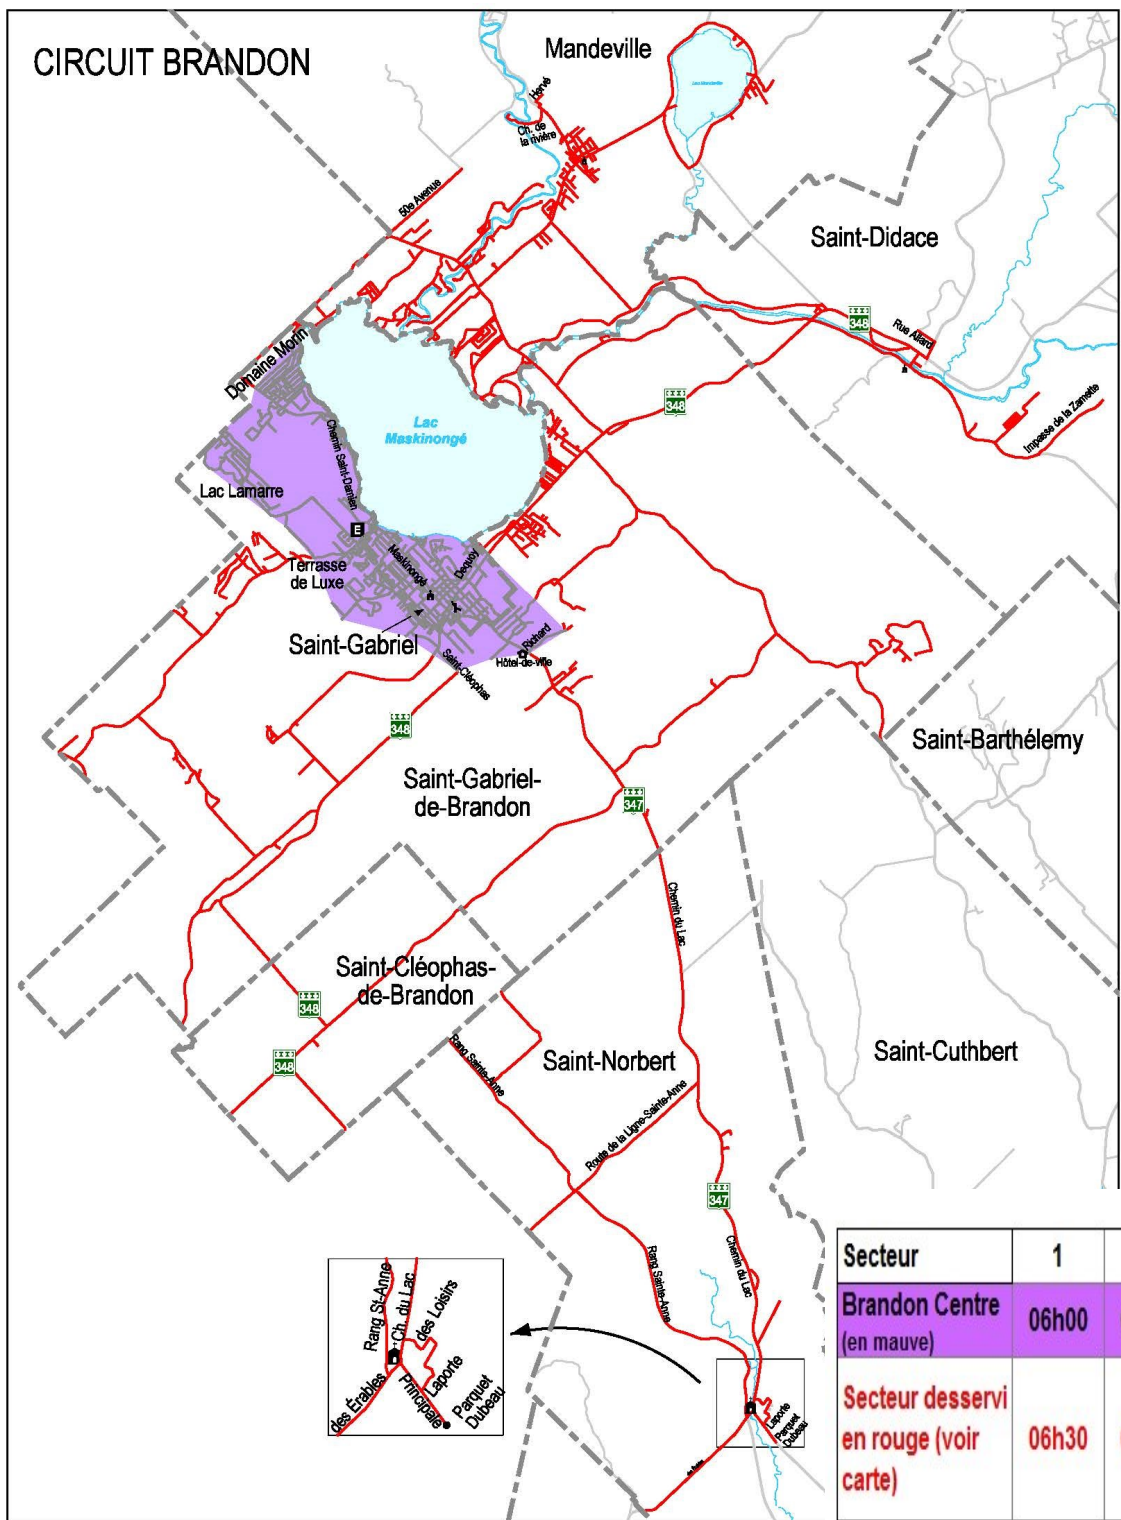 CIRCUIT BRANDON
Mandeville
Lac Mandeville
Hervé
Ch. de
la rivière
50e Avenue
Saint-Didace
348
Rue Allard
Impasse de la Zamette
Domaine Morin
348
Lac
Maskinongé
Chemin Saint-Damien
Lac Lamarre
E
Maskinongé
Dequoy
Terrasse
de Luxe
Saint-Gabriel
Richard
Hôtel-de-ville
Saint-Cléophas
348
Saint-Barthélemy
Saint-Gabriel-
de-Brandon
347
Chemin du Lac
Saint-Cléophas-
de-Brandon
348
348
Rang Sainte-Anne
Saint-Norbert
Saint-Cuthbert
Route de la Ligne-Sainte-Anne
347
Rang Sainte-Anne
Chemin du Lac
Rang St-Anne
Ch. du Lac
des Loisirs
des Érables
Principale
Laporte
Parquet
Dubeau
Laporte
Parquet
Dubeau
Secteur 1
Brandon Centre
(en mauve) 06h00
Secteur desservi
en rouge (voir 06h30
carte)